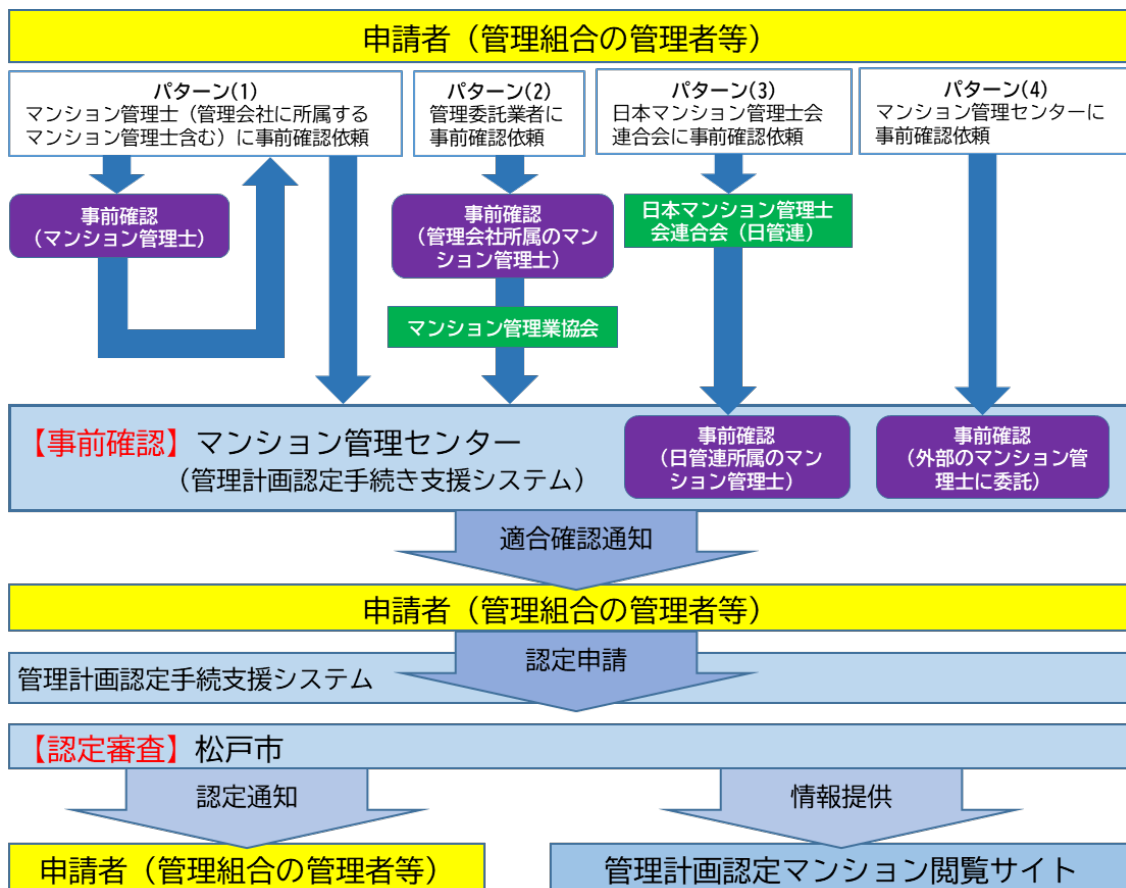 申請者（管理組合の管理者等）
パターン(1)
マンション管理士（管理会社に所属する
マンション管理士含む）に事前確認依頼
パターン(2)
管理委託業者に
事前確認依頼
パターン(3)
日本マンション管理士会
連合会に事前確認依頼
パターン(4)
マンション管理センターに
事前確認依頼
事前確認
（マンション管理士）
事前確認
（管理会社所属のマン
ション管理士）
日本マンション管理士
会連合会（日管連）
マンション管理業協会
【事前確認】マンション管理センター
（管理計画認定手続き支援システム）
事前確認
（日管連所属のマン
ション管理士）
事前確認
（外部のマンション管
理士に委託）
適合確認通知
申請者（管理組合の管理者等）
認定申請
管理計画認定手続支援システム
【認定審査】松戸市
認定通知
情報提供
申請者（管理組合の管理者等）
管理計画認定マンション閲覧サイト